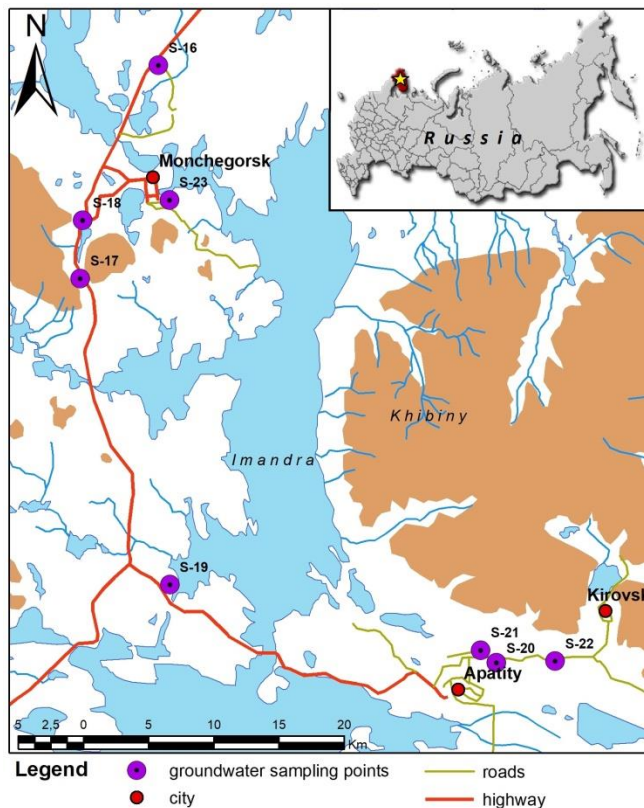 N
S-16
Russia
Monchegorsk
S-23
S-18
S-17
Khibiny
Imandra
S-19
Kirovsk
S-21
S-20
S-22
Apatity
5 2,5 0 5 10 15 20
Km
Legend
groundwater sampling points
roads
city
highway